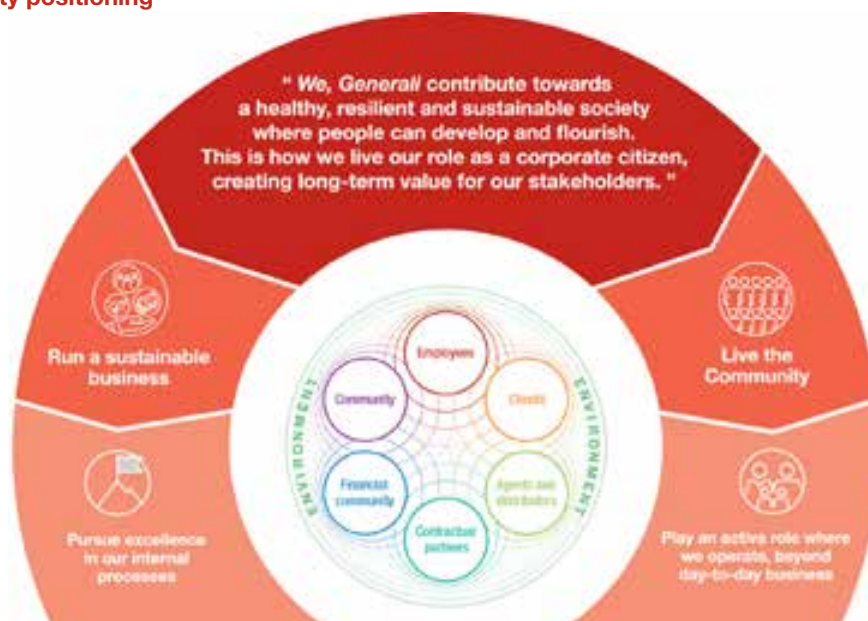 ty positioning
" We, Generali contribute towards
a healthy, resilient and sustainable society
where people can develop and flourish.
This is how we live our role as a corporate citizen,
creating long-term value for our stakeholders. "
Run a sustainable
business
Live the
Community
Pursue excellence
in our internal
processes
Play an active role where
we operate, beyond
day-to-day business
ENVIRONMENT
ENVIRONMENT
Employees
Community
Clients
Financial
community
Agents and
distributors
Contractual
partners